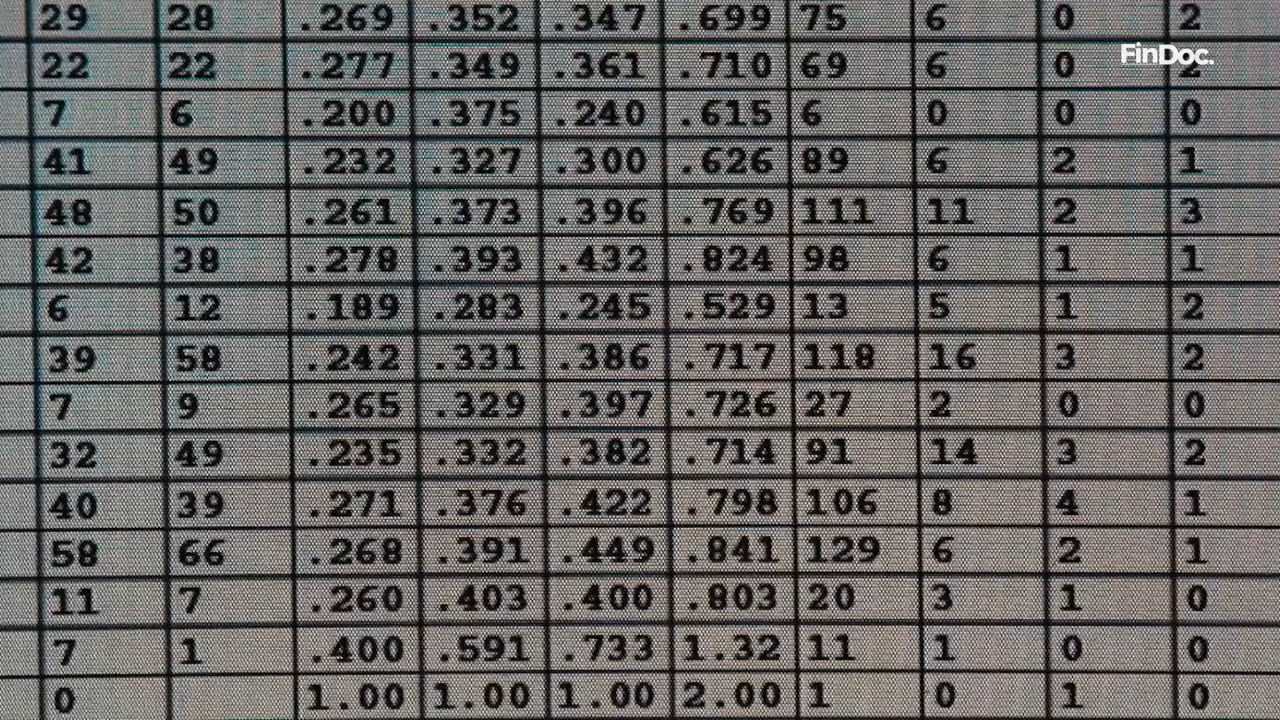 29 28 .269 .352 .347 .699 75 6 0 2
FinDoc.
22 22 .277 .349 .361 .710 69 6 0 2
7 6 .200 .375 .240 .615 6 0 0 0
41 49 .232 .327 .300 .626 89 6 2 1
48 50 .261 .373 .396 .769 111 11 2 3
42 38 .278 .393 .432 .824 98 6 1 1
6 12 .189 .283 .245 .529 13 5 1 2
39 58 .242 .331 .386 .717 118 16 3 2
7 9 .265 .329 .397 .726 27 2 0 0
32 49 .235 .332 .382 .714 91 14 3 2
40 39 .271 .376 .422 .798 106 8 4 1
58 66 .268 .391 .449 .841 129 6 2 1
11 7 .260 .403 .400 .803 20 3 1 0
7 1 .400 .591 .733 1.32 11 1 0 0
0 1.00 1.00 1.00 2.00 1 0 1 0